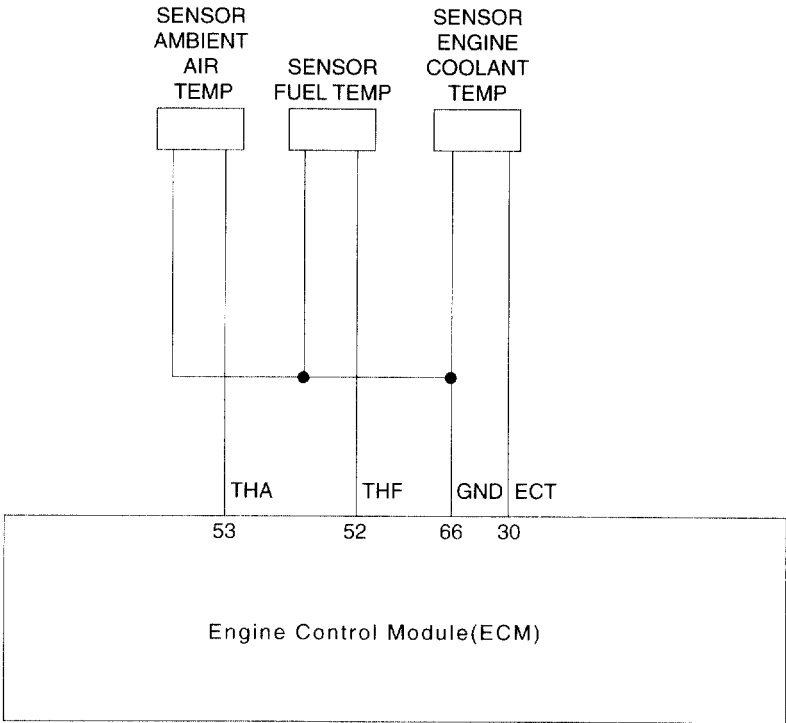 SENSOR
AMBIENT
AIR
TEMP
SENSOR
FUEL TEMP
SENSOR
ENGINE
COOLANT
TEMP
THA
THF
GND
ECT
53
52
66
30
Engine Control Module(ECM)